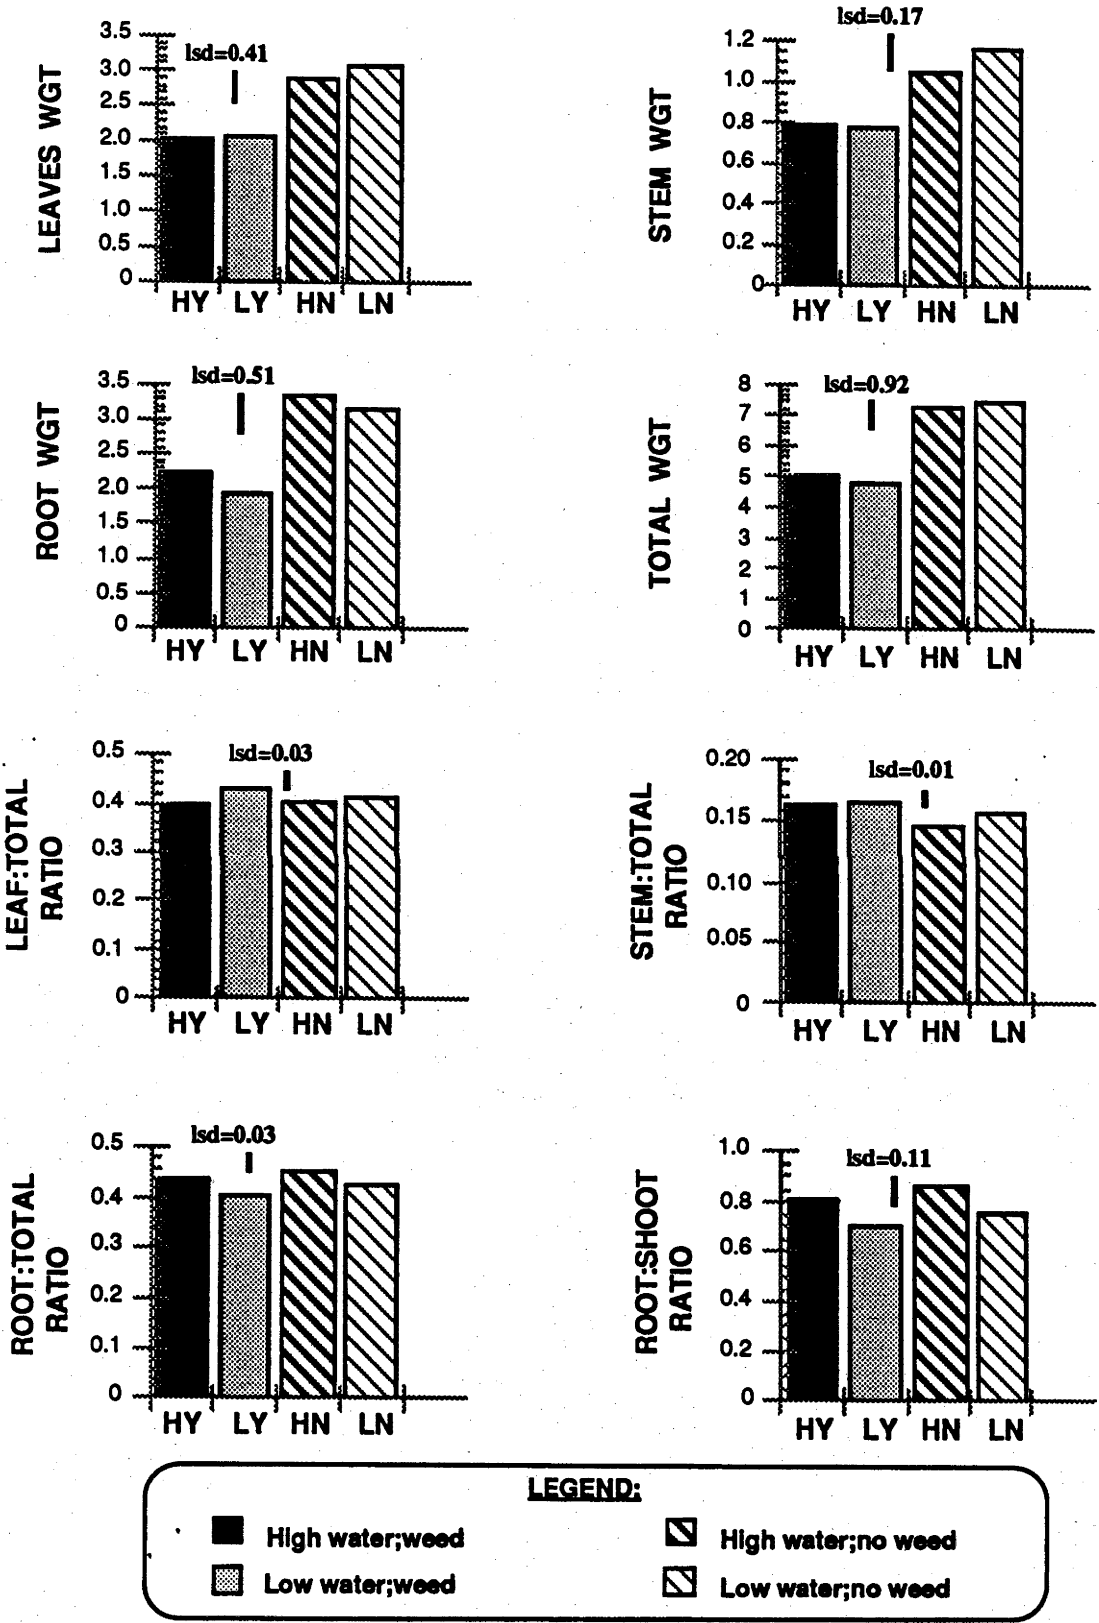 lsd=0.41
LEAVES WGT
3.5
3.0
2.5
2.0
1.5
1.0
0.5
0
HY LY HN LN
lsd=0.17
STEM WGT
1.2
1.0
0.8
0.6
0.4
0.2
0
HY LY HN LN
lsd=0.51
ROOT WGT
3.5
3.0
2.5
2.0
1.5
1.0
0.5
0
HY LY HN LN
lsd=0.92
TOTAL WGT
8
7
6
5
4
3
2
1
0
HY LY HN LN
lsd=0.03
LEAF:TOTAL
RATIO
0.5
0.4
0.3
0.2
0.1
0
HY LY HN LN
lsd=0.01
STEM:TOTAL
RATIO
0.20
0.15
0.10
0.05
0
HY LY HN LN
lsd=0.03
ROOT:TOTAL
RATIO
0.5
0.4
0.3
0.2
0.1
0
HY LY HN LN
lsd=0.11
ROOT:SHOOT
RATIO
1.0
0.8
0.6
0.4
0.2
0
HY LY HN LN
LEGEND:
High water;weed
High water;no weed
Low water;weed
Low water;no weed